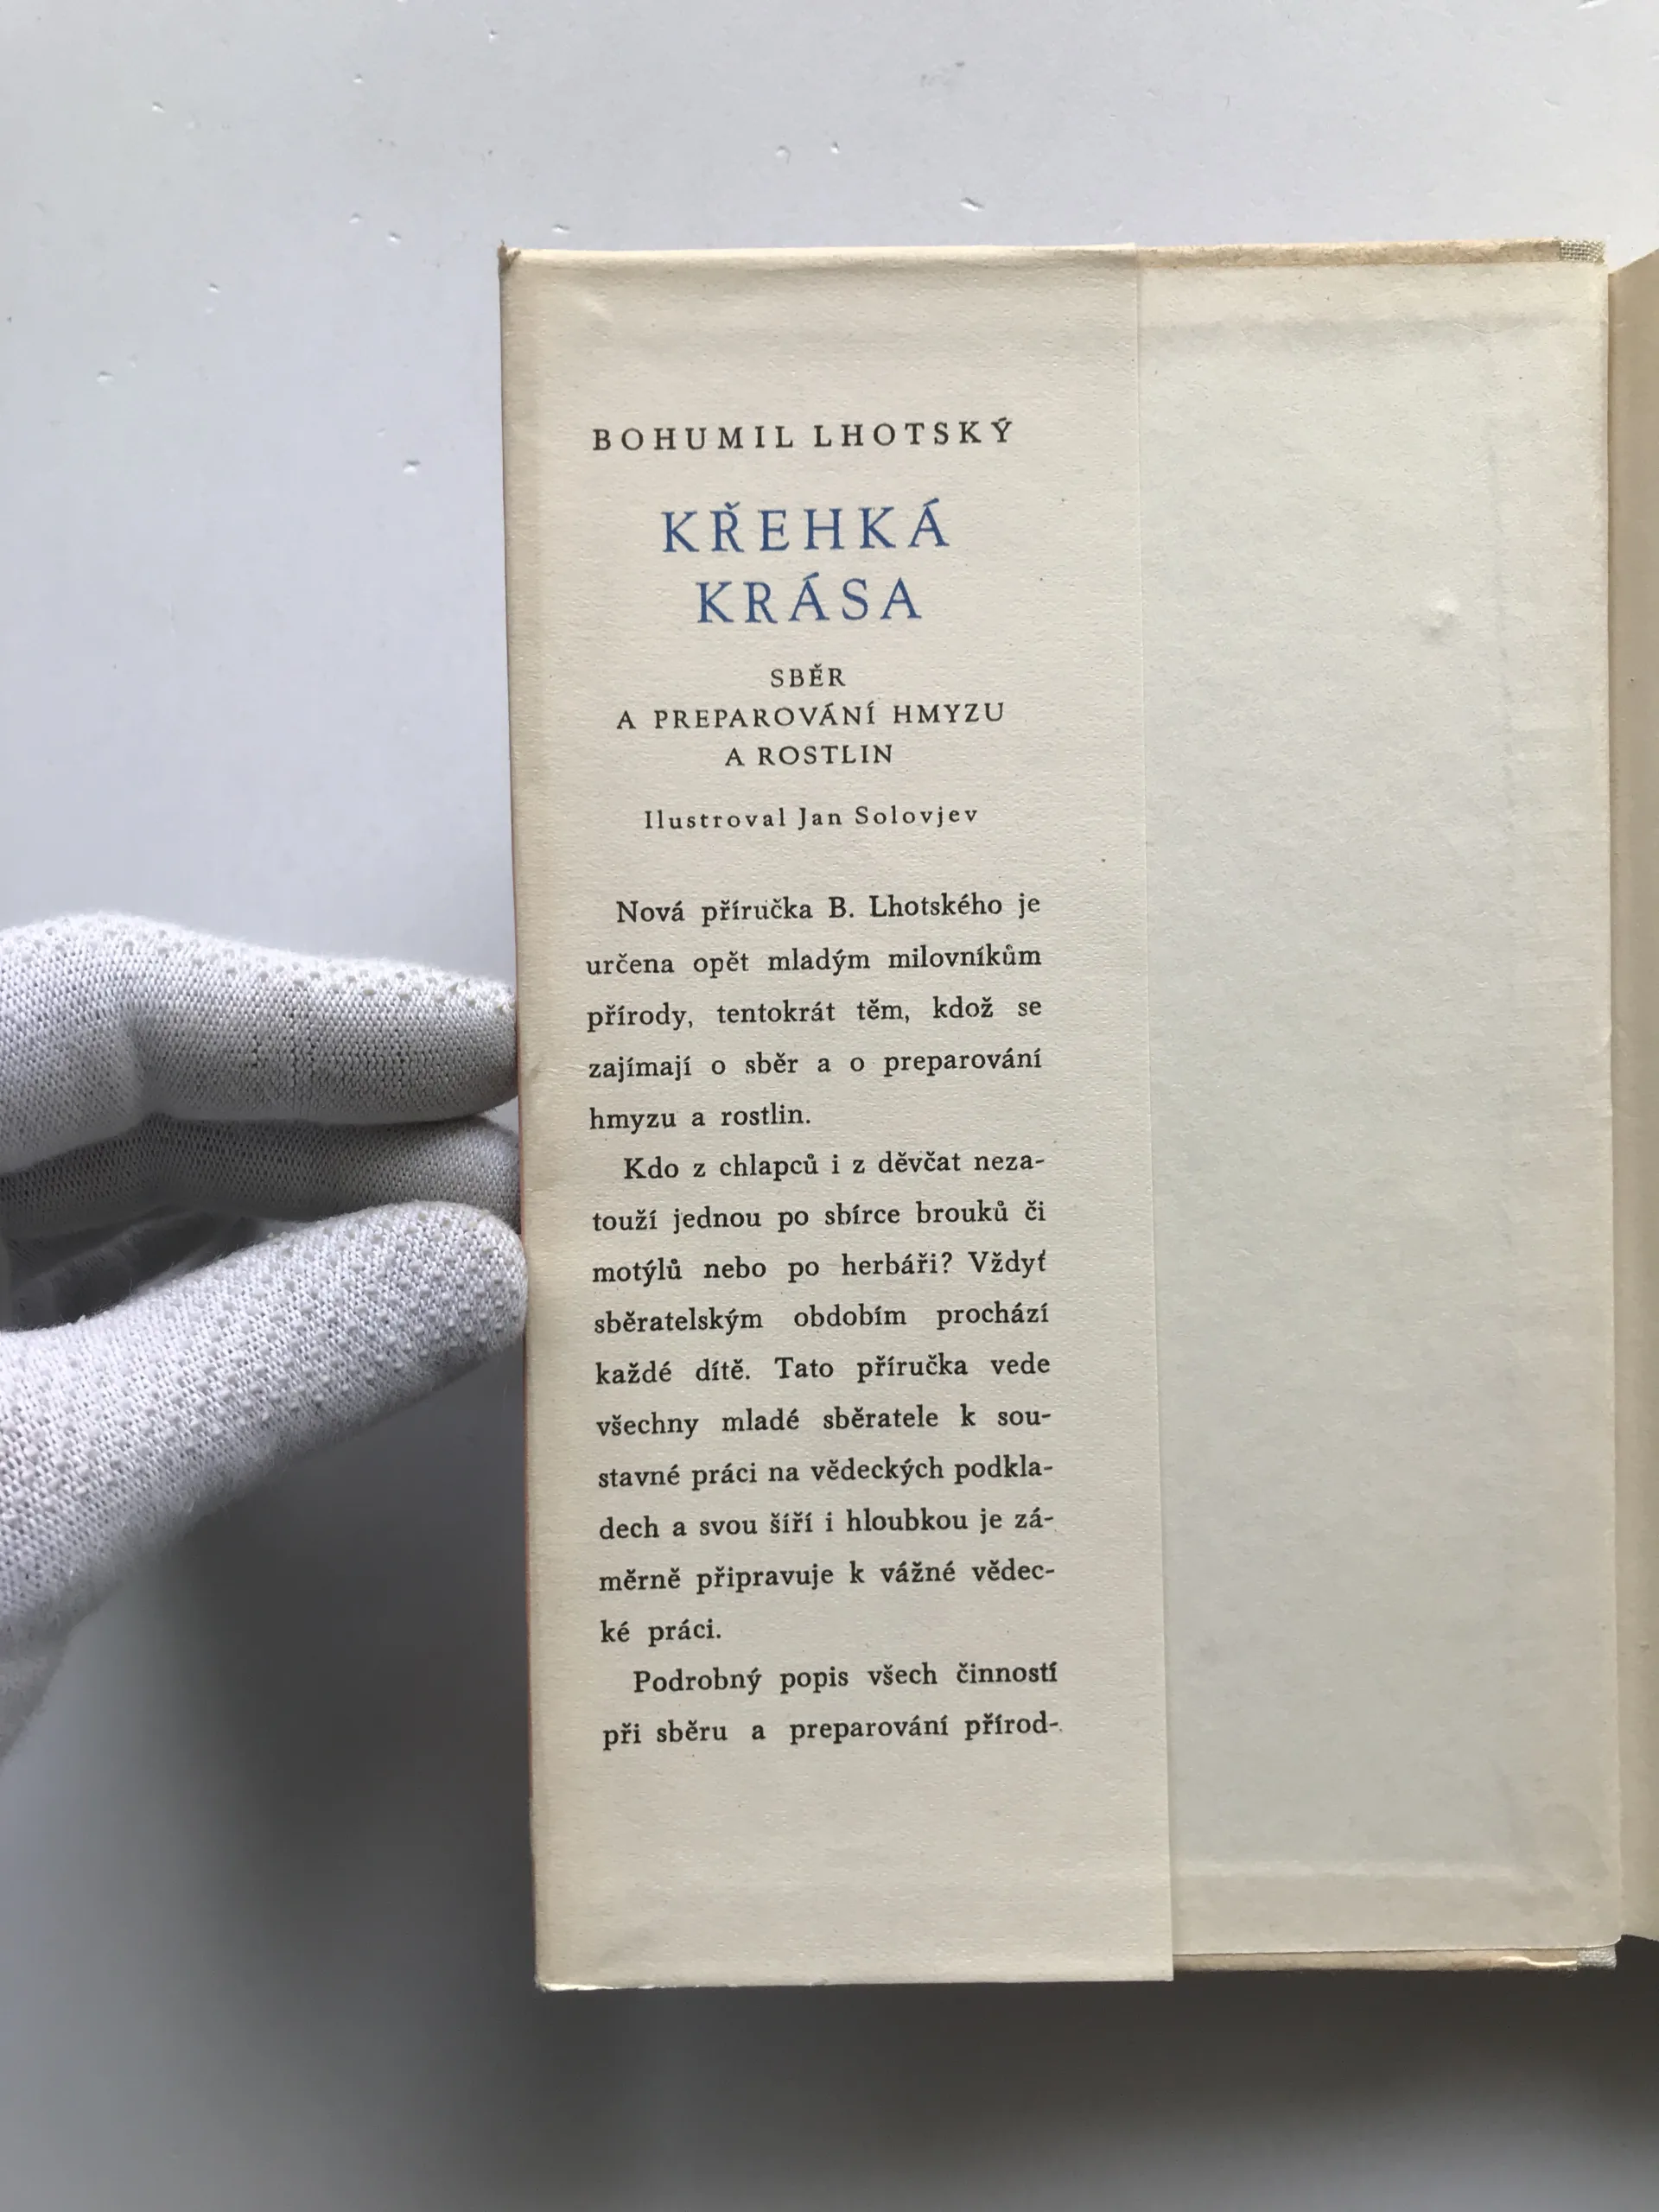 BOHUMIL LHOTSKÝ
KŘEHKÁ
KRÁSA
SBĚR
A PREPAROVÁNÍ HMYZU
A ROSTLIN
Ilustroval Jan Solovjev
Nová příručka B. Lhotského je
určena opět mladým milovníkům
přírody, tentokrát těm, kdož se
zajímají o sběr a o preparování
hmyzu a rostlin.
Kdo z chlapců i z děvčat neza-
touží jednou po sbírce brouků či
motýlů nebo po herbáři? Vždyť
sběratelským obdobím prochází
každé dítě. Tato příručka vede
všechny mladé sběratele k sou-
stavné práci na vědeckých podkla-
dech a svou šíří i hloubkou je zá-
měrně připravuje k vážné vědec-
ké práci.
Podrobný popis všech činností
při sběru a preparování přírod-